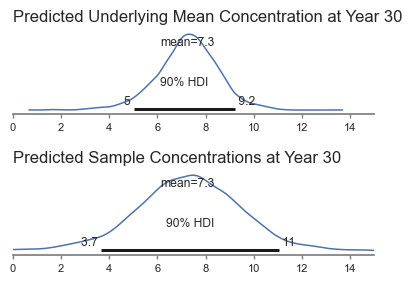 Predicted Underlying Mean Concentration at Year 30
mean=7.3
90% HDI
5 9.2
0 2 4 6 8 10 12 14
Predicted Sample Concentrations at Year 30
mean=7.3
90% HDI
3.7 11
0 2 4 6 8 10 12 14